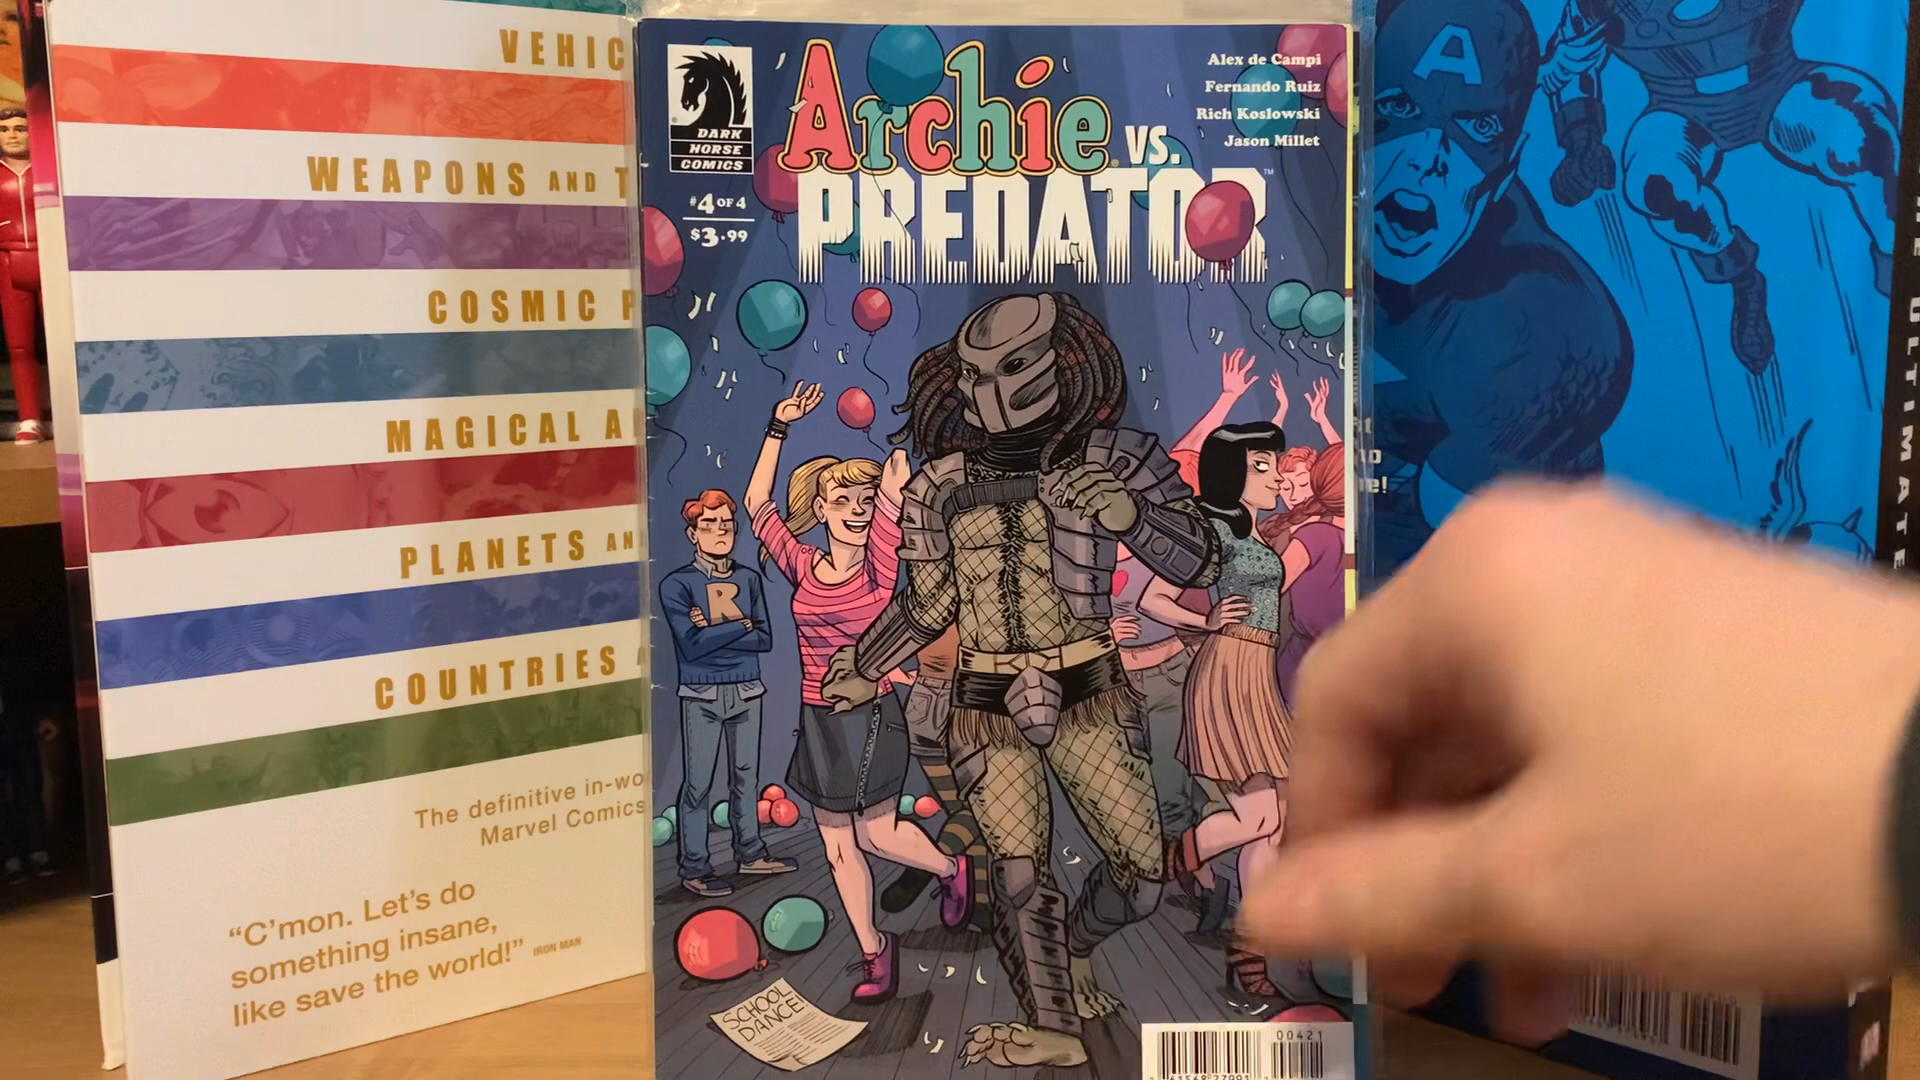 VEHIC
WEAPONS AND T
COSMIC P
MAGICAL A
PLANETS AN
COUNTRIES
The definitive in-wo
Marvel Comics
“C’mon. Let’s do
something insane,
like save the world!” IRON MAN
DARK
HORSE
COMICS
#4 OF 4
$3.99
Archie VS.
PREDATOR™
Alex de Campi
Fernando Ruiz
Rich Koslowski
Jason Millet
R
SCHOOL
DANCE!
00421
A
e!
ULTIMATE